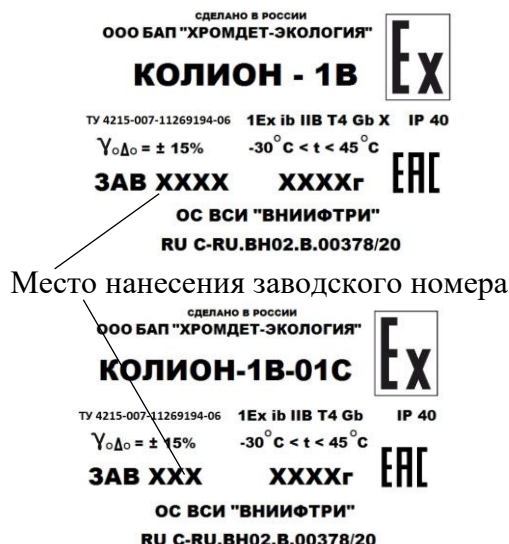 СДЕЛАНО В РОССИИ
ООО БАП "ХРОМДЕТ-ЭКОЛОГИЯ"
Ex
КОЛИОН - 1В
ТУ 4215-007-11269194-06 1Ex ib IIB T4 Gb X IP 40
γ₀Δ₀ = ± 15% -30°C < t < 45°C
ЗАВ XXXX XXXXг EAC
ОС ВСИ "ВНИИФТРИ"
RU C-RU.ВН02.В.00378/20
Место нанесения заводского номера
СДЕЛАНО В РОССИИ
ООО БАП "ХРОМДЕТ-ЭКОЛОГИЯ"
Ex
КОЛИОН-1В-01С
ТУ 4215-007-11269194-06 1Ex ib IIB T4 Gb IP 40
γ₀Δ₀ = ± 15% -30°C < t < 45°C
ЗАВ XXX XXXXг EAC
ОС ВСИ "ВНИИФТРИ"
RU C-RU.ВН02.В.00378/20